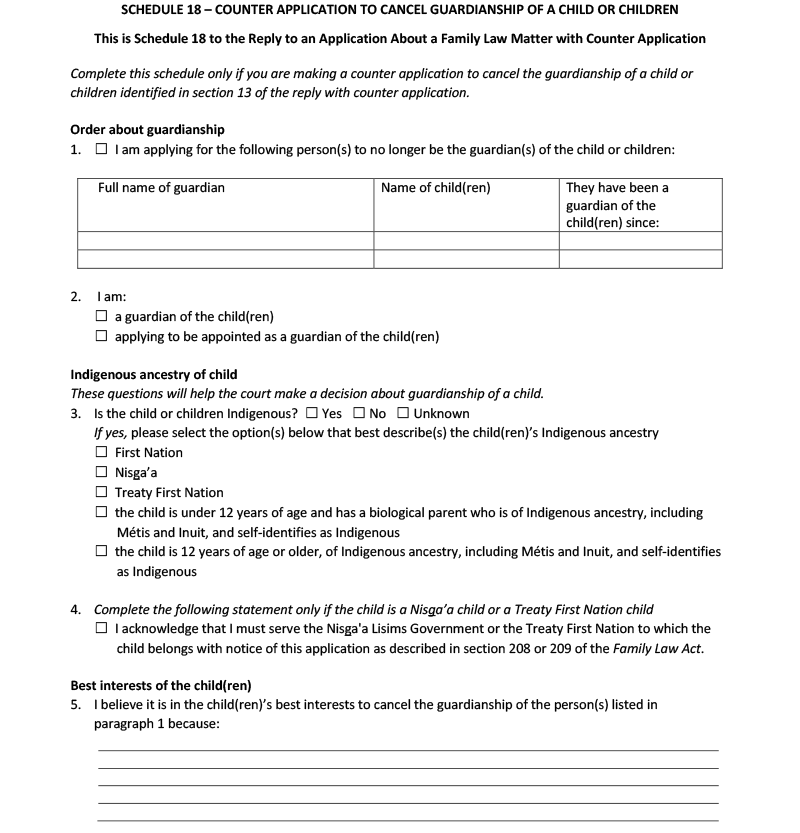 SCHEDULE 18 – COUNTER APPLICATION TO CANCEL GUARDIANSHIP OF A CHILD OR CHILDREN
This is Schedule 18 to the Reply to an Application About a Family Law Matter with Counter Application
Complete this schedule only if you are making a counter application to cancel the guardianship of a child or
children identified in section 13 of the reply with counter application.
Order about guardianship
1. ☐ I am applying for the following person(s) to no longer be the guardian(s) of the child or children:
Full name of guardian
Name of child(ren)
They have been a
guardian of the
child(ren) since:
2. I am:
☐ a guardian of the child(ren)
☐ applying to be appointed as a guardian of the child(ren)
Indigenous ancestry of child
These questions will help the court make a decision about guardianship of a child.
3. Is the child or children Indigenous? ☐ Yes ☐ No ☐ Unknown
If yes, please select the option(s) below that best describe(s) the child(ren)’s Indigenous ancestry
☐ First Nation
☐ Nisg̱a’a
☐ Treaty First Nation
☐ the child is under 12 years of age and has a biological parent who is of Indigenous ancestry, including
Métis and Inuit, and self-identifies as Indigenous
☐ the child is 12 years of age or older, of Indigenous ancestry, including Métis and Inuit, and self-identifies
as Indigenous
4. Complete the following statement only if the child is a Nisg̱a’a child or a Treaty First Nation child
☐ I acknowledge that I must serve the Nisg̱a'a Lisims Government or the Treaty First Nation to which the
child belongs with notice of this application as described in section 208 or 209 of the Family Law Act.
Best interests of the child(ren)
5. I believe it is in the child(ren)’s best interests to cancel the guardianship of the person(s) listed in
paragraph 1 because: